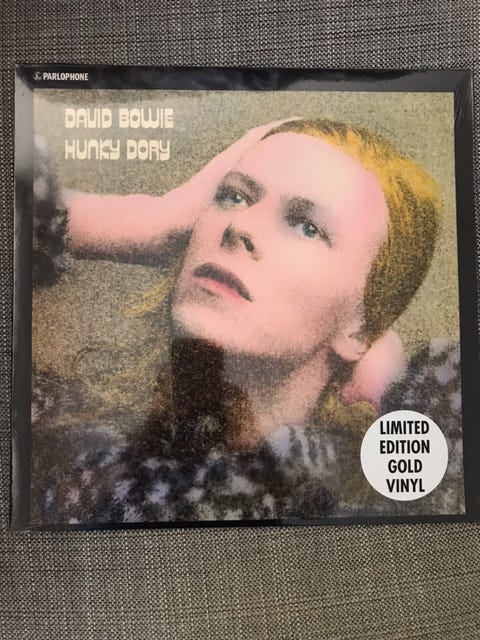 PARLOPHONE
DAVID BOWIE
HUNKY DORY
LIMITED
EDITION
GOLD
VINYL